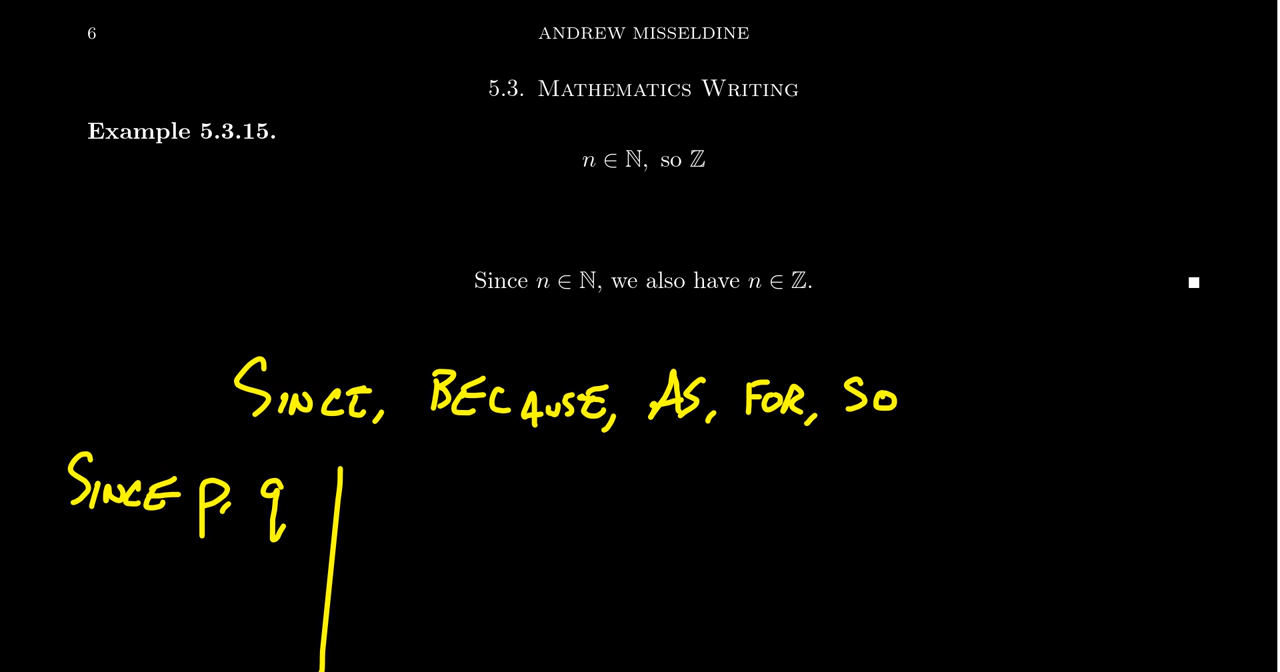 6 ANDREW MISSELDINE
5.3. Mathematics Writing
Example 5.3.15.
n ∈ ℕ, so ℤ
Since n ∈ ℕ, we also have n ∈ ℤ.
SINCE, BECAUSE, AS, FOR, SO
SINCE p, q